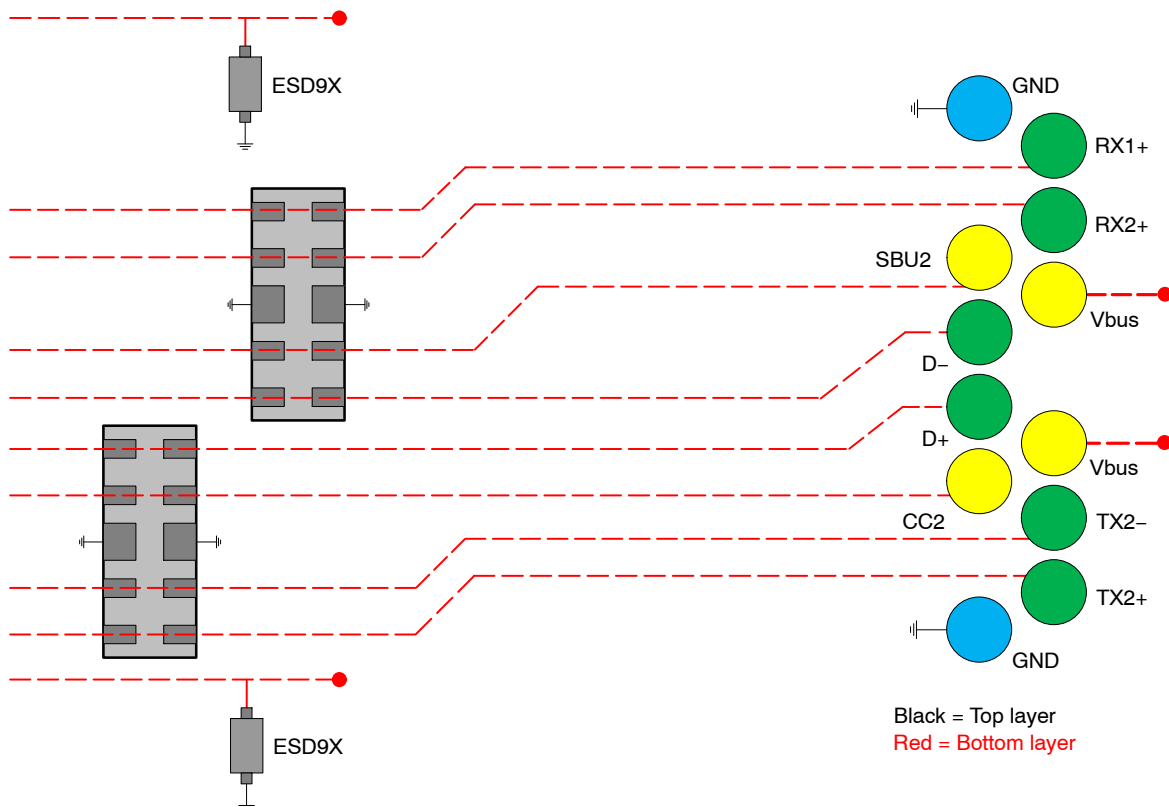 ESD9X
GND
RX1+
RX2+
SBU2
Vbus
D−
D+
Vbus
CC2
TX2−
TX2+
GND
Black = Top layer
Red = Bottom layer
ESD9X